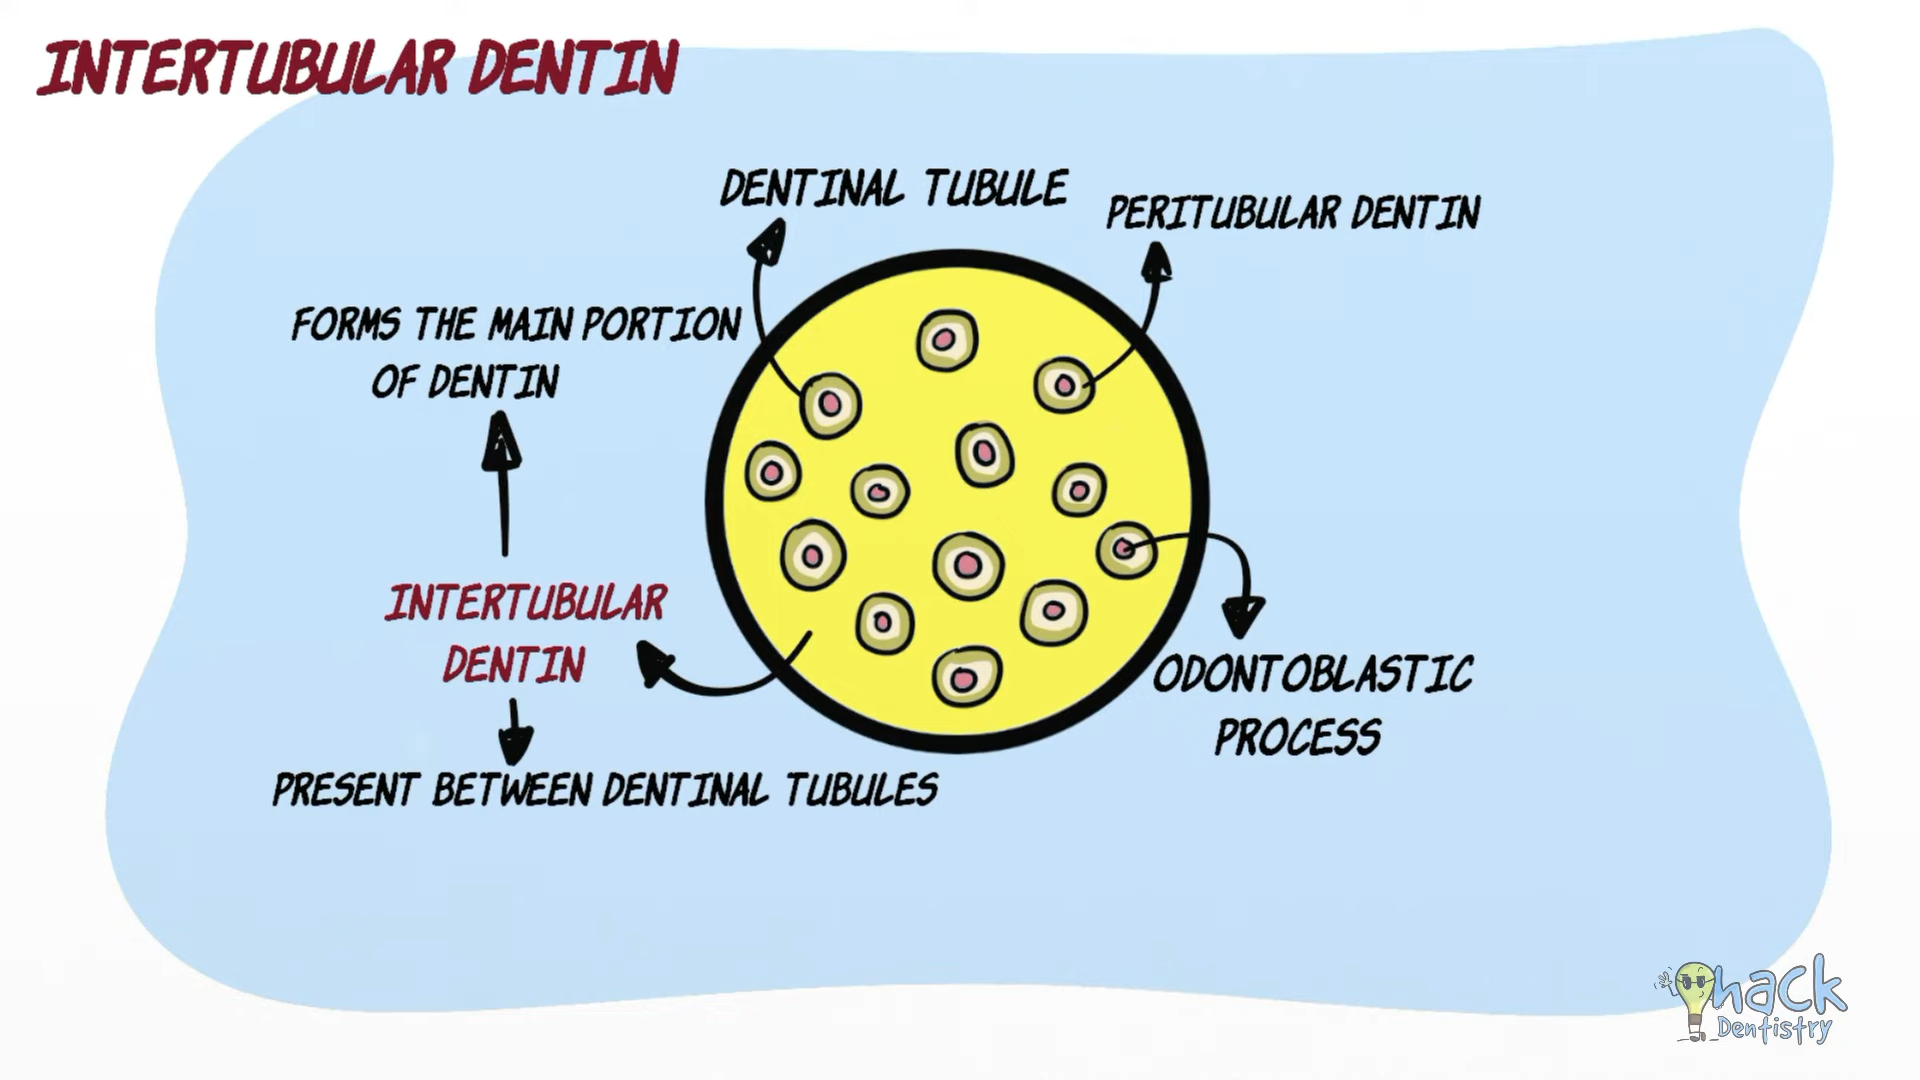 INTERTUBULAR DENTIN
DENTINAL TUBULE
PERITUBULAR DENTIN
FORMS THE MAIN PORTION
OF DENTIN
INTERTUBULAR
DENTIN
ODONTOBLASTIC
PROCESS
PRESENT BETWEEN DENTINAL TUBULES
hack
Dentistry